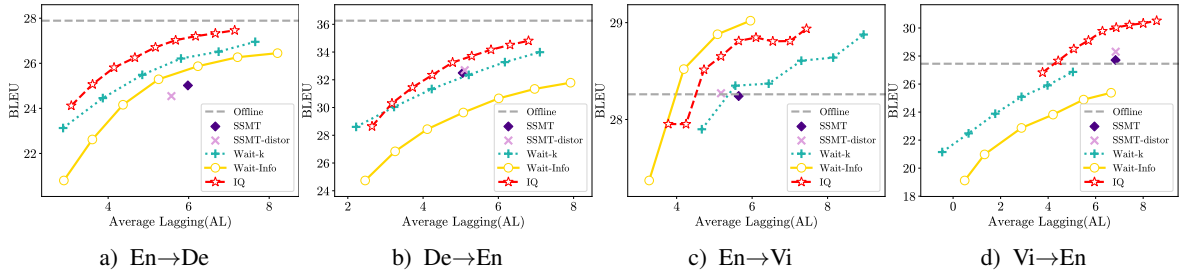 BLEU
28
26
24
22
4
6
8
Average Lagging(AL)
Offline
SSMT
SSMT-distor
Wait-k
Wait-Info
IQ
a) En→De
BLEU
36
34
32
30
28
26
24
2
4
6
8
Average Lagging(AL)
Offline
SSMT
SSMT-distor
Wait-k
Wait-Info
IQ
b) De→En
BLEU
29
28
4
6
8
Average Lagging(AL)
Offline
SSMT
SSMT-distor
Wait-k
Wait-Info
IQ
c) En→Vi
BLEU
30
28
26
24
22
20
18
0
2
4
6
8
Average Lagging(AL)
Offline
SSMT
SSMT-distor
Wait-k
Wait-Info
IQ
d) Vi→En